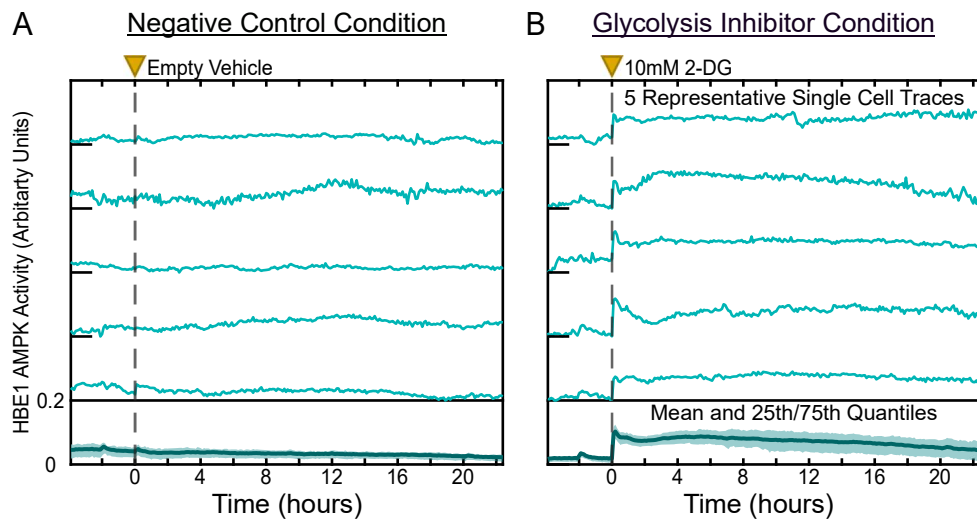 A
Negative Control Condition
B
Glycolysis Inhibitor Condition
Empty Vehicle
10mM 2-DG
5 Representative Single Cell Traces
HBE1 AMPK Activity (Arbitarty Units)
0.2
0
Mean and 25th/75th Quantiles
0 4 8 12 16 20
0 4 8 12 16 20
Time (hours)
Time (hours)